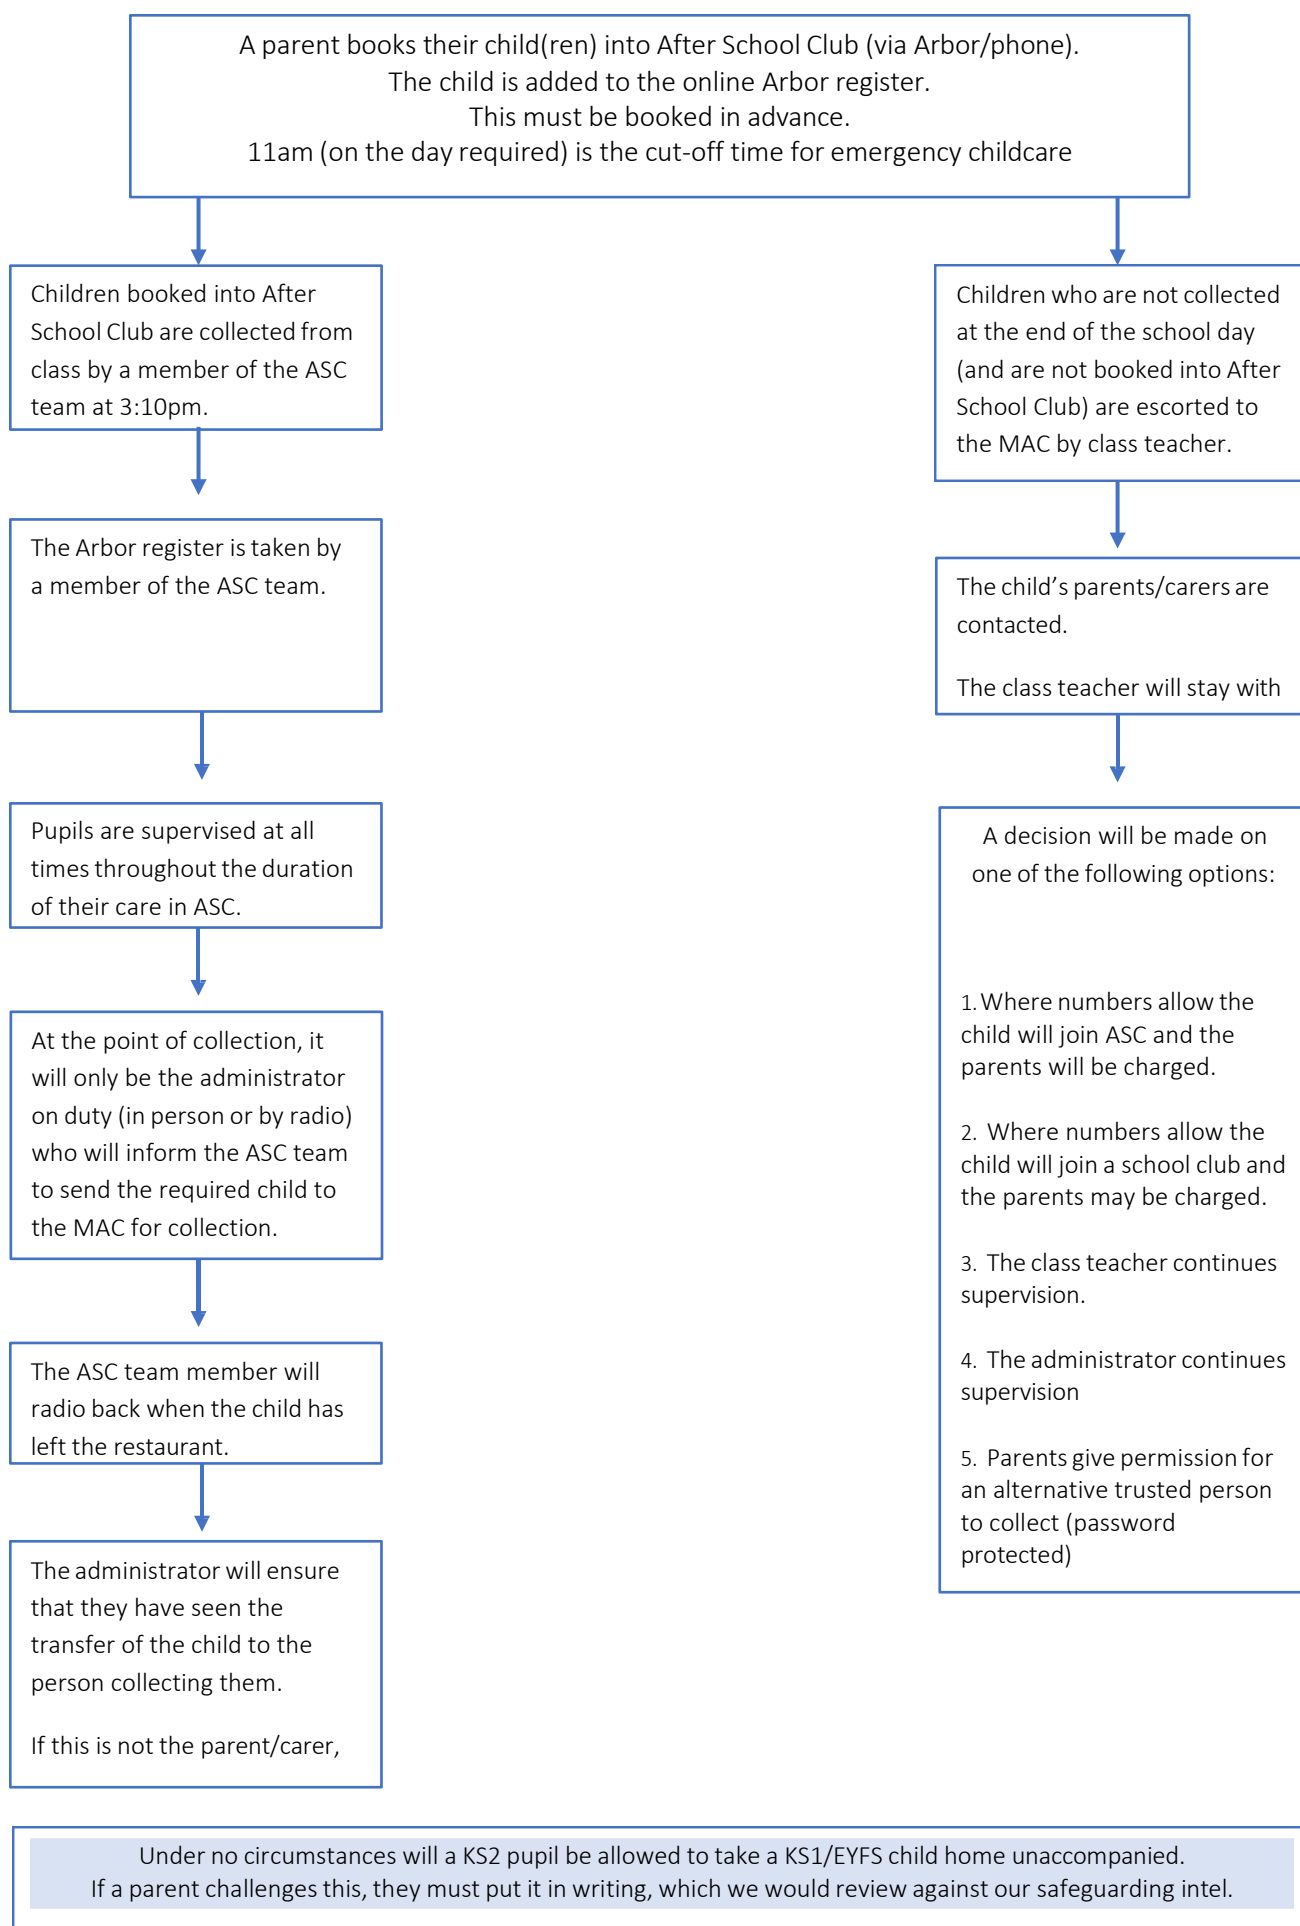 A parent books their child(ren) into After School Club (via Arbor/phone).
The child is added to the online Arbor register.
This must be booked in advance.
11am (on the day required) is the cut-off time for emergency childcare
Children booked into After
School Club are collected from
class by a member of the ASC
team at 3:10pm.
The Arbor register is taken by
a member of the ASC team.
Pupils are supervised at all
times throughout the duration
of their care in ASC.
At the point of collection, it
will only be the administrator
on duty (in person or by radio)
who will inform the ASC team
to send the required child to
the MAC for collection.
The ASC team member will
radio back when the child has
left the restaurant.
The administrator will ensure
that they have seen the
transfer of the child to the
person collecting them.
If this is not the parent/carer,
Children who are not collected
at the end of the school day
(and are not booked into After
School Club) are escorted to
the MAC by class teacher.
The child’s parents/carers are
contacted.
The class teacher will stay with
A decision will be made on
one of the following options:
1. Where numbers allow the
child will join ASC and the
parents will be charged.
2. Where numbers allow the
child will join a school club and
the parents may be charged.
3. The class teacher continues
supervision.
4. The administrator continues
supervision
5. Parents give permission for
an alternative trusted person
to collect (password
protected)
Under no circumstances will a KS2 pupil be allowed to take a KS1/EYFS child home unaccompanied.
If a parent challenges this, they must put it in writing, which we would review against our safeguarding intel.